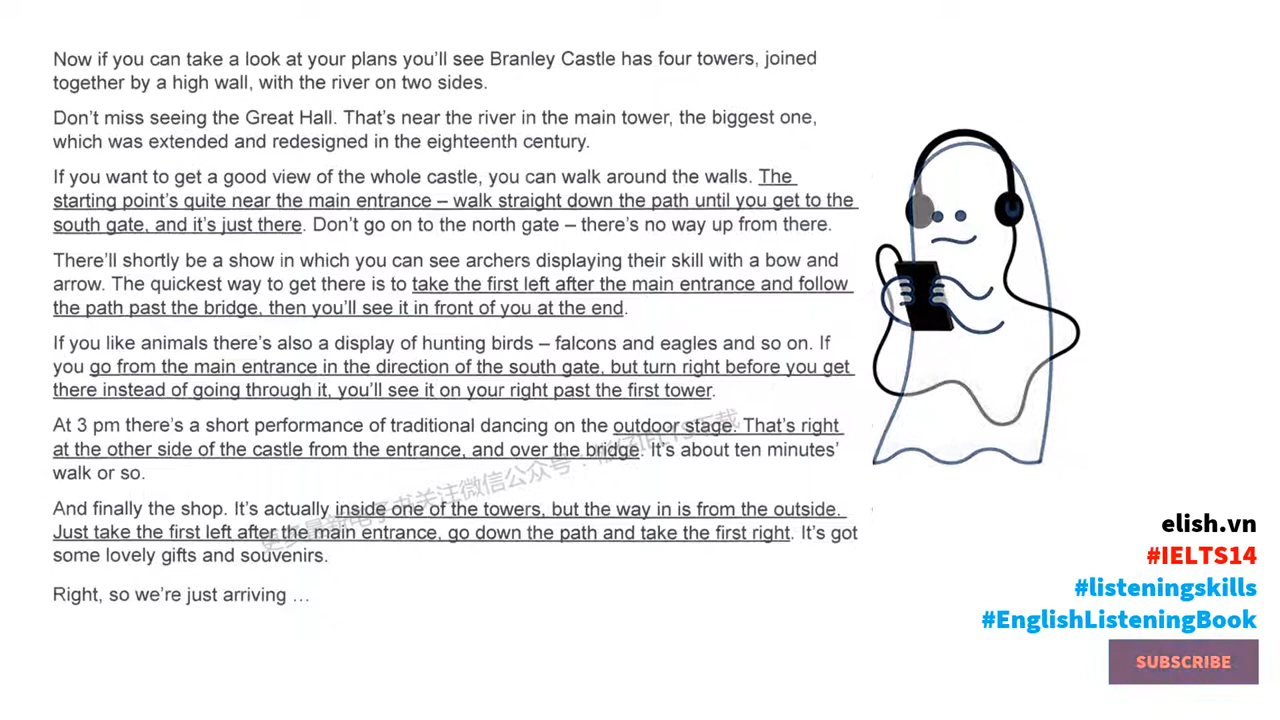 Now if you can take a look at your plans you'll see Branley Castle has four towers, joined
together by a high wall, with the river on two sides.
Don't miss seeing the Great Hall. That's near the river in the main tower, the biggest one,
which was extended and redesigned in the eighteenth century.
If you want to get a good view of the whole castle, you can walk around the walls. The
starting point's quite near the main entrance – walk straight down the path until you get to the
south gate, and it's just there. Don't go on to the north gate – there's no way up from there.
There'll shortly be a show in which you can see archers displaying their skill with a bow and
arrow. The quickest way to get there is to take the first left after the main entrance and follow
the path past the bridge, then you'll see it in front of you at the end.
If you like animals there's also a display of hunting birds – falcons and eagles and so on. If
you go from the main entrance in the direction of the south gate, but turn right before you get
there instead of going through it, you'll see it on your right past the first tower.
At 3 pm there's a short performance of traditional dancing on the outdoor stage. That's right
at the other side of the castle from the entrance, and over the bridge. It's about ten minutes'
walk or so.
And finally the shop. It's actually inside one of the towers, but the way in is from the outside.
Just take the first left after the main entrance, go down the path and take the first right. It's got
some lovely gifts and souvenirs.
Right, so we're just arriving …
elish.vn
#IELTS14
#listeningskills
#EnglishListeningBook
SUBSCRIBE